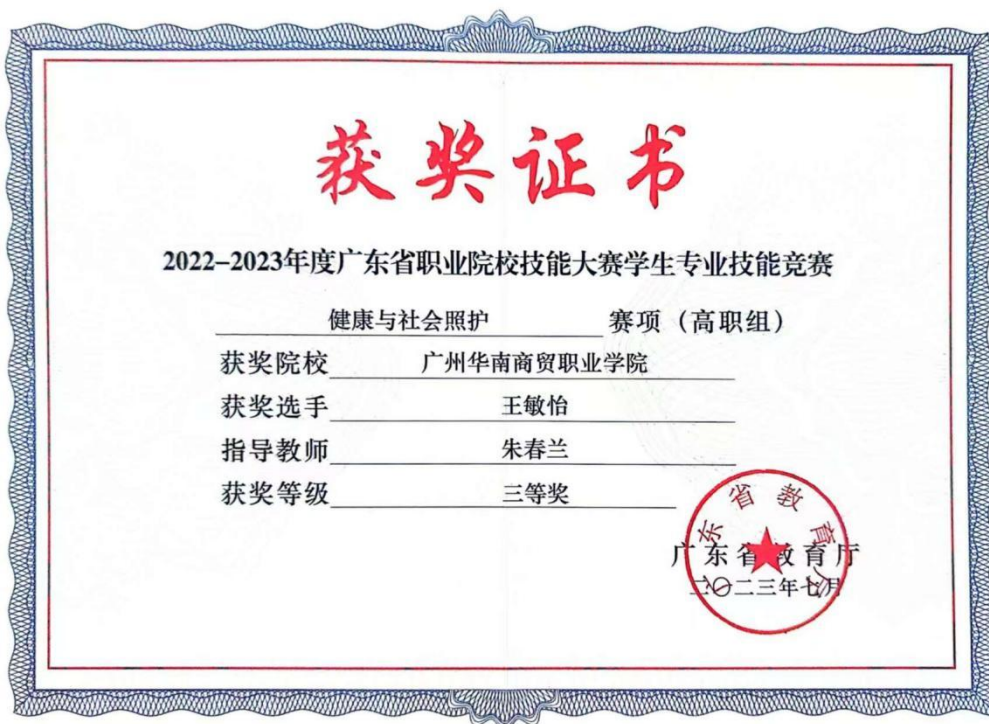 获奖证书
2022-2023年度广东省职业院校技能大赛学生专业技能竞赛
健康与社会照护 赛项（高职组）
获奖院校 广州华南商贸职业学院
获奖选手 王敏怡
指导教师 朱春兰
获奖等级 三等奖
广东省教育厅
广东省教育厅
二〇二三年七月